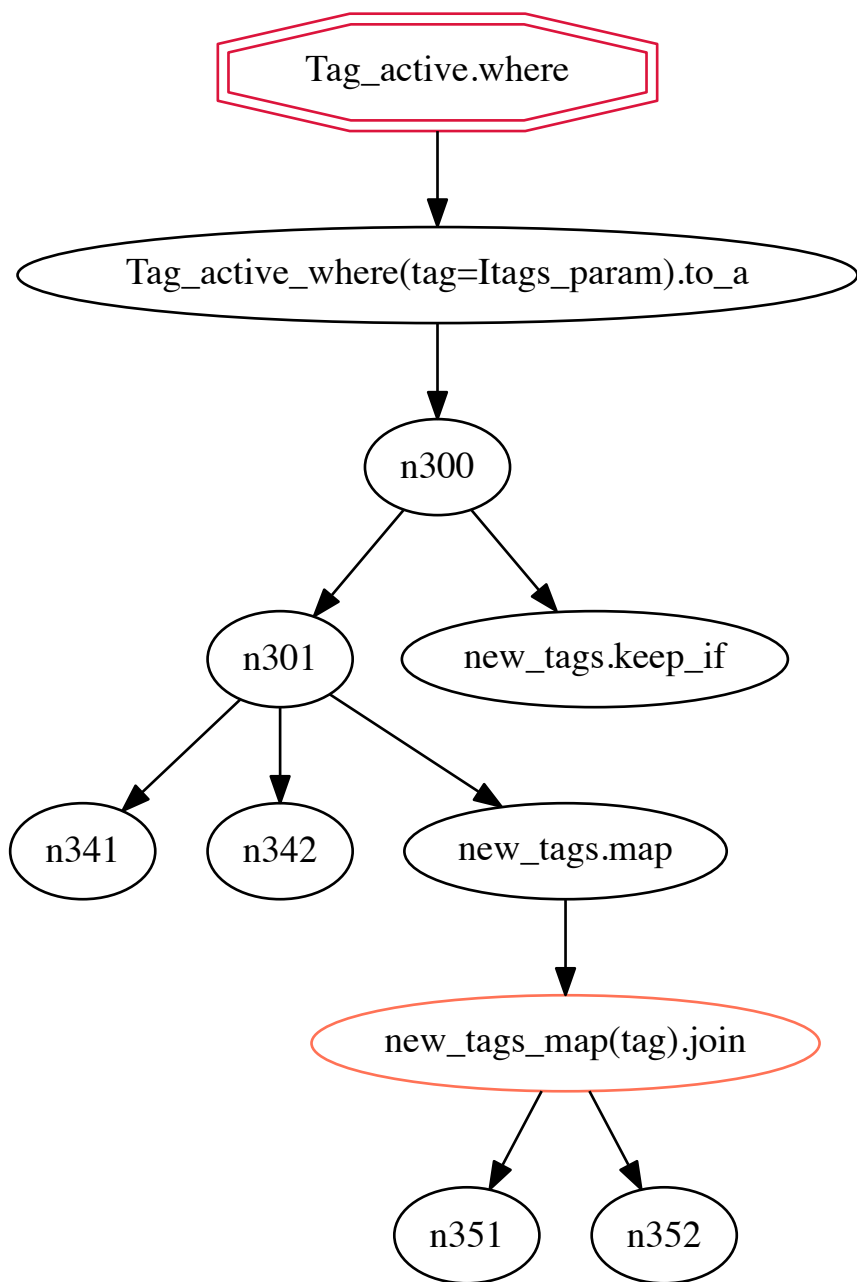 Tag_active.where
Tag_active_where(tag=Itags_param).to_a
n300
n301
new_tags.keep_if
n341
n342
new_tags.map
new_tags_map(tag).join
n351
n352